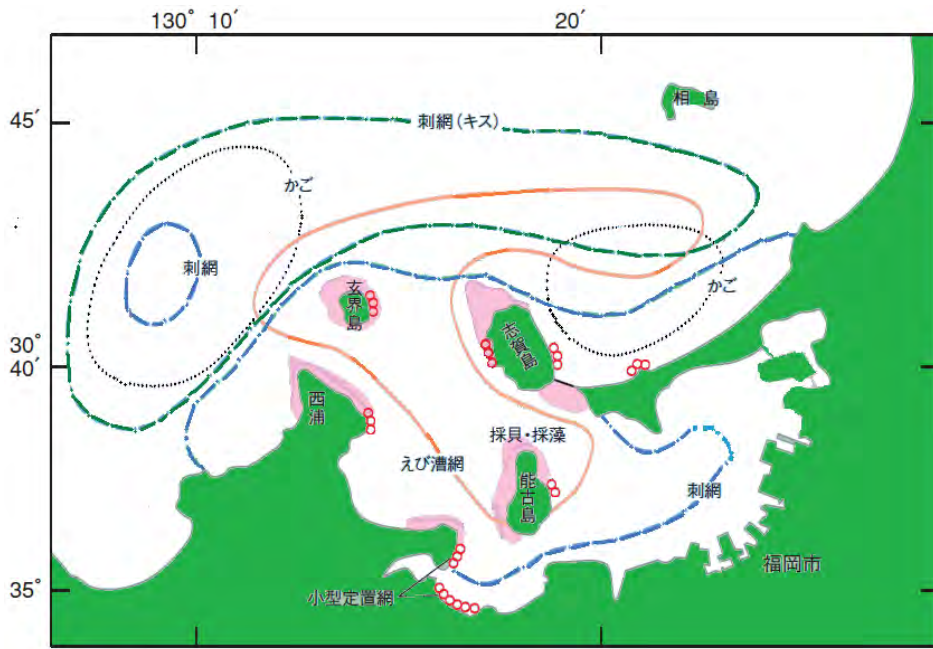 130° 10′
20′
相島
45′
刺網(キス)
かご
刺網
かご
玄界島
志賀島
30°
40′
西浦
採貝・採藻
えび漕網
能古島
刺網
福岡市
35°
35′
小型定置網